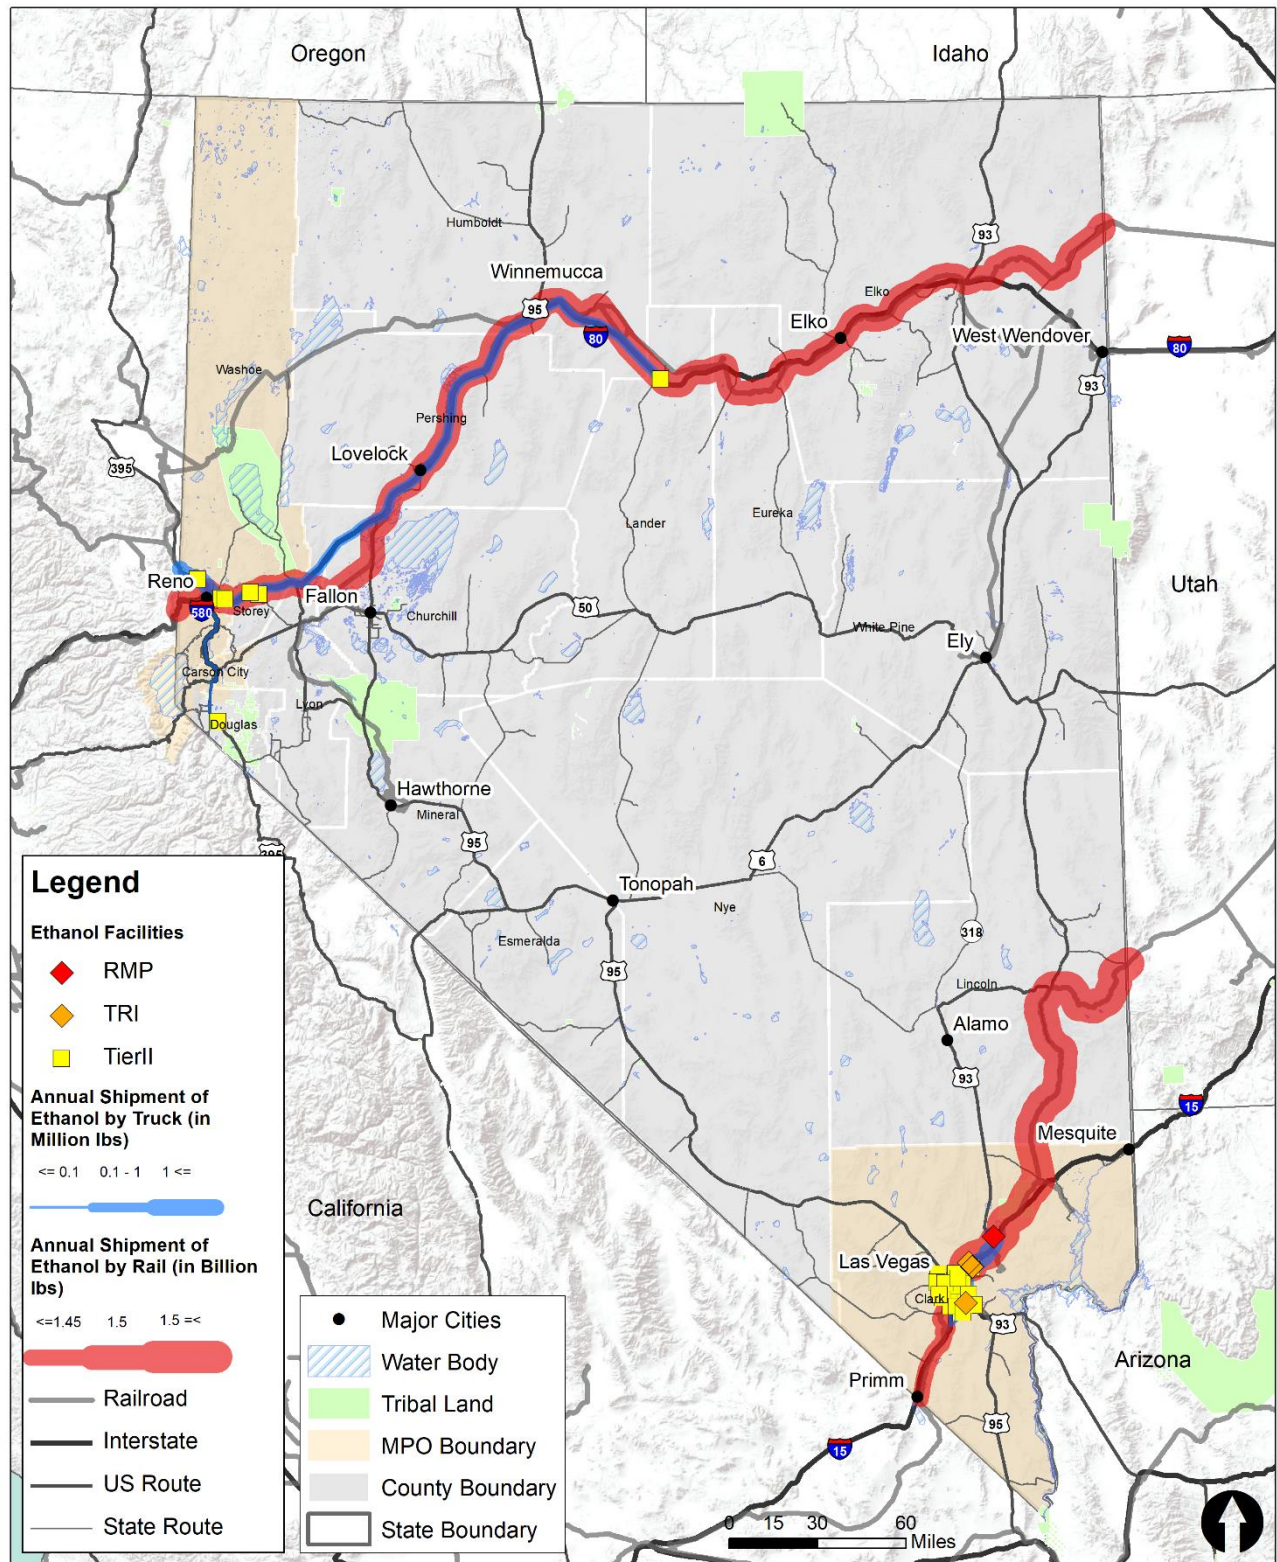 Oregon
Idaho
Humboldt
93
Winnemucca
95
80
Elko
Elko
West Wendover
80
93
Washoe
Pershing
Lovelock
395
Lander
Eureka
Utah
Reno
580
Storey
Fallon
Churchill
50
White Pine
Ely
Carson City
Lyon
Douglas
Hawthorne
Mineral
95
395
6
Tonopah
Nye
Esmeralda
318
95
Lincoln
Alamo
93
15
Mesquite
California
Las Vegas
Clark
93
Arizona
Primm
95
15
Legend
Ethanol Facilities
RMP
TRI
TierII
Annual Shipment of
Ethanol by Truck (in
Million lbs)
<= 0.1 0.1 - 1 1 <=
Annual Shipment of
Ethanol by Rail (in Billion
lbs)
<=1.45 1.5 1.5 =<
Railroad
Interstate
US Route
State Route
Major Cities
Water Body
Tribal Land
MPO Boundary
County Boundary
State Boundary
0 15 30 60
Miles